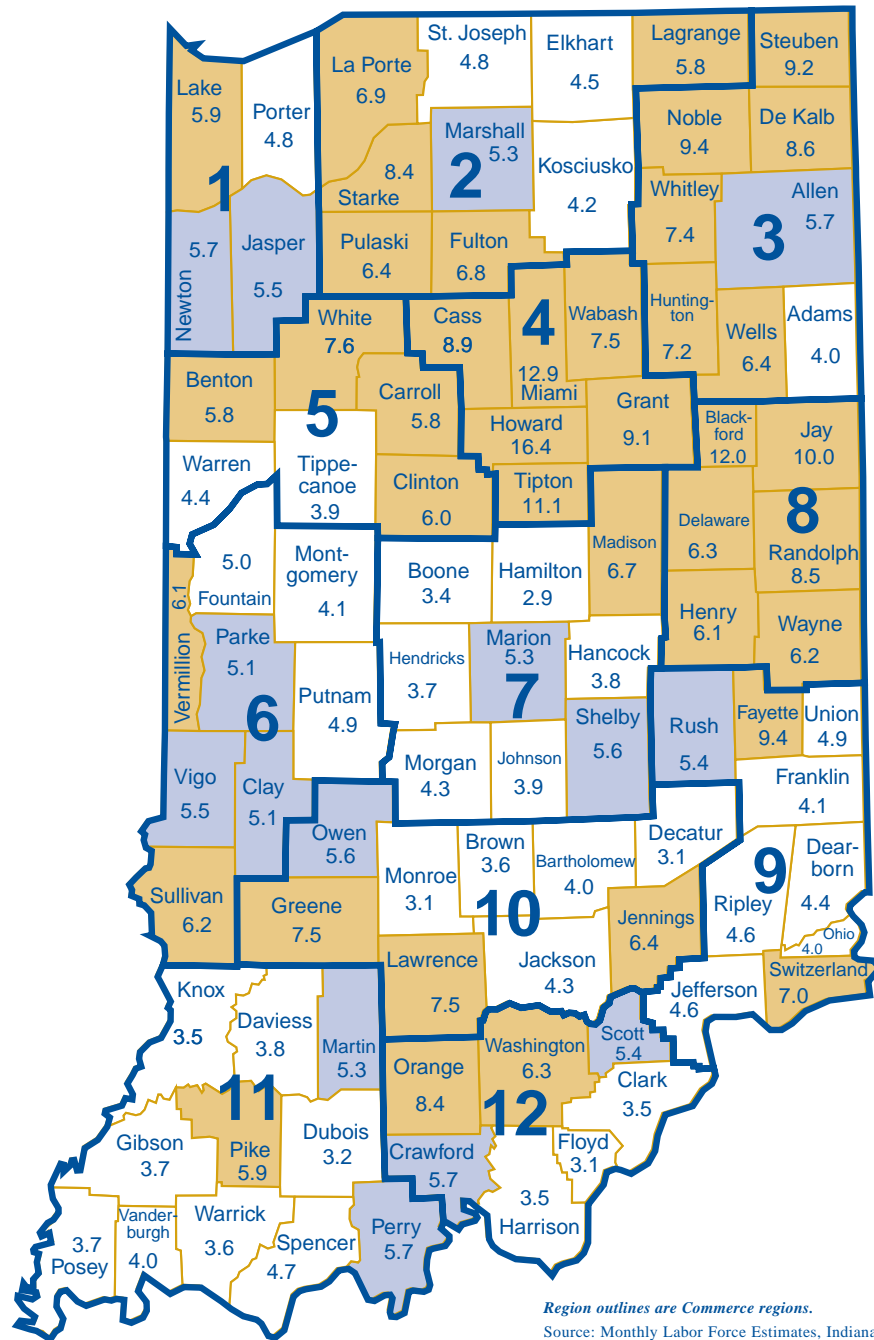 St. Joseph
4.8
Elkhart
4.5
Lagrange
5.8
Steuben
9.2
La Porte
6.9
Lake
5.9
Porter
4.8
Noble
9.4
De Kalb
8.6
Marshall
5.3
2
Kosciusko
4.2
8.4
Starke
1
Whitley
7.4
Allen
5.7
3
5.7
Newton
Jasper
5.5
Pulaski
6.4
Fulton
6.8
White
7.6
Cass
8.9
4
12.9
Miami
Wabash
7.5
Hunting-
ton
7.2
Wells
6.4
Adams
4.0
Benton
5.8
5
Carroll
5.8
Grant
9.1
Howard
16.4
Black-
ford
12.0
Jay
10.0
Warren
4.4
Tippe-
canoe
3.9
Clinton
6.0
Tipton
11.1
8
Delaware
6.3
Randolph
8.5
Madison
6.7
5.0
Fountain
Mont-
gomery
4.1
Boone
3.4
Hamilton
2.9
6.1
Vermillion
Henry
6.1
Wayne
6.2
Parke
5.1
Putnam
4.9
Hendricks
3.7
Marion
5.3
7
Hancock
3.8
6
Shelby
5.6
Rush
5.4
Fayette
9.4
Union
4.9
Vigo
5.5
Clay
5.1
Morgan
4.3
Johnson
3.9
Franklin
4.1
Owen
5.6
Brown
3.6
Bartholomew
4.0
Decatur
3.1
Dear-
born
4.4
9
Ripley
4.6
Monroe
3.1
10
Sullivan
6.2
Greene
7.5
Jennings
6.4
Ohio
4.0
Lawrence
7.5
Jackson
4.3
Switzerland
7.0
Jefferson
4.6
Knox
3.5
Daviess
3.8
Martin
5.3
Scott
5.4
Washington
6.3
Orange
8.4
Clark
3.5
11
12
Gibson
3.7
Pike
5.9
Dubois
3.2
Crawford
5.7
Floyd
3.1
3.5
Harrison
3.7
Posey
Vander-
burgh
4.0
Warrick
3.6
Spencer
4.7
Perry
5.7
Region outlines are Commerce regions.
Source: Monthly Labor Force Estimates, Indiana